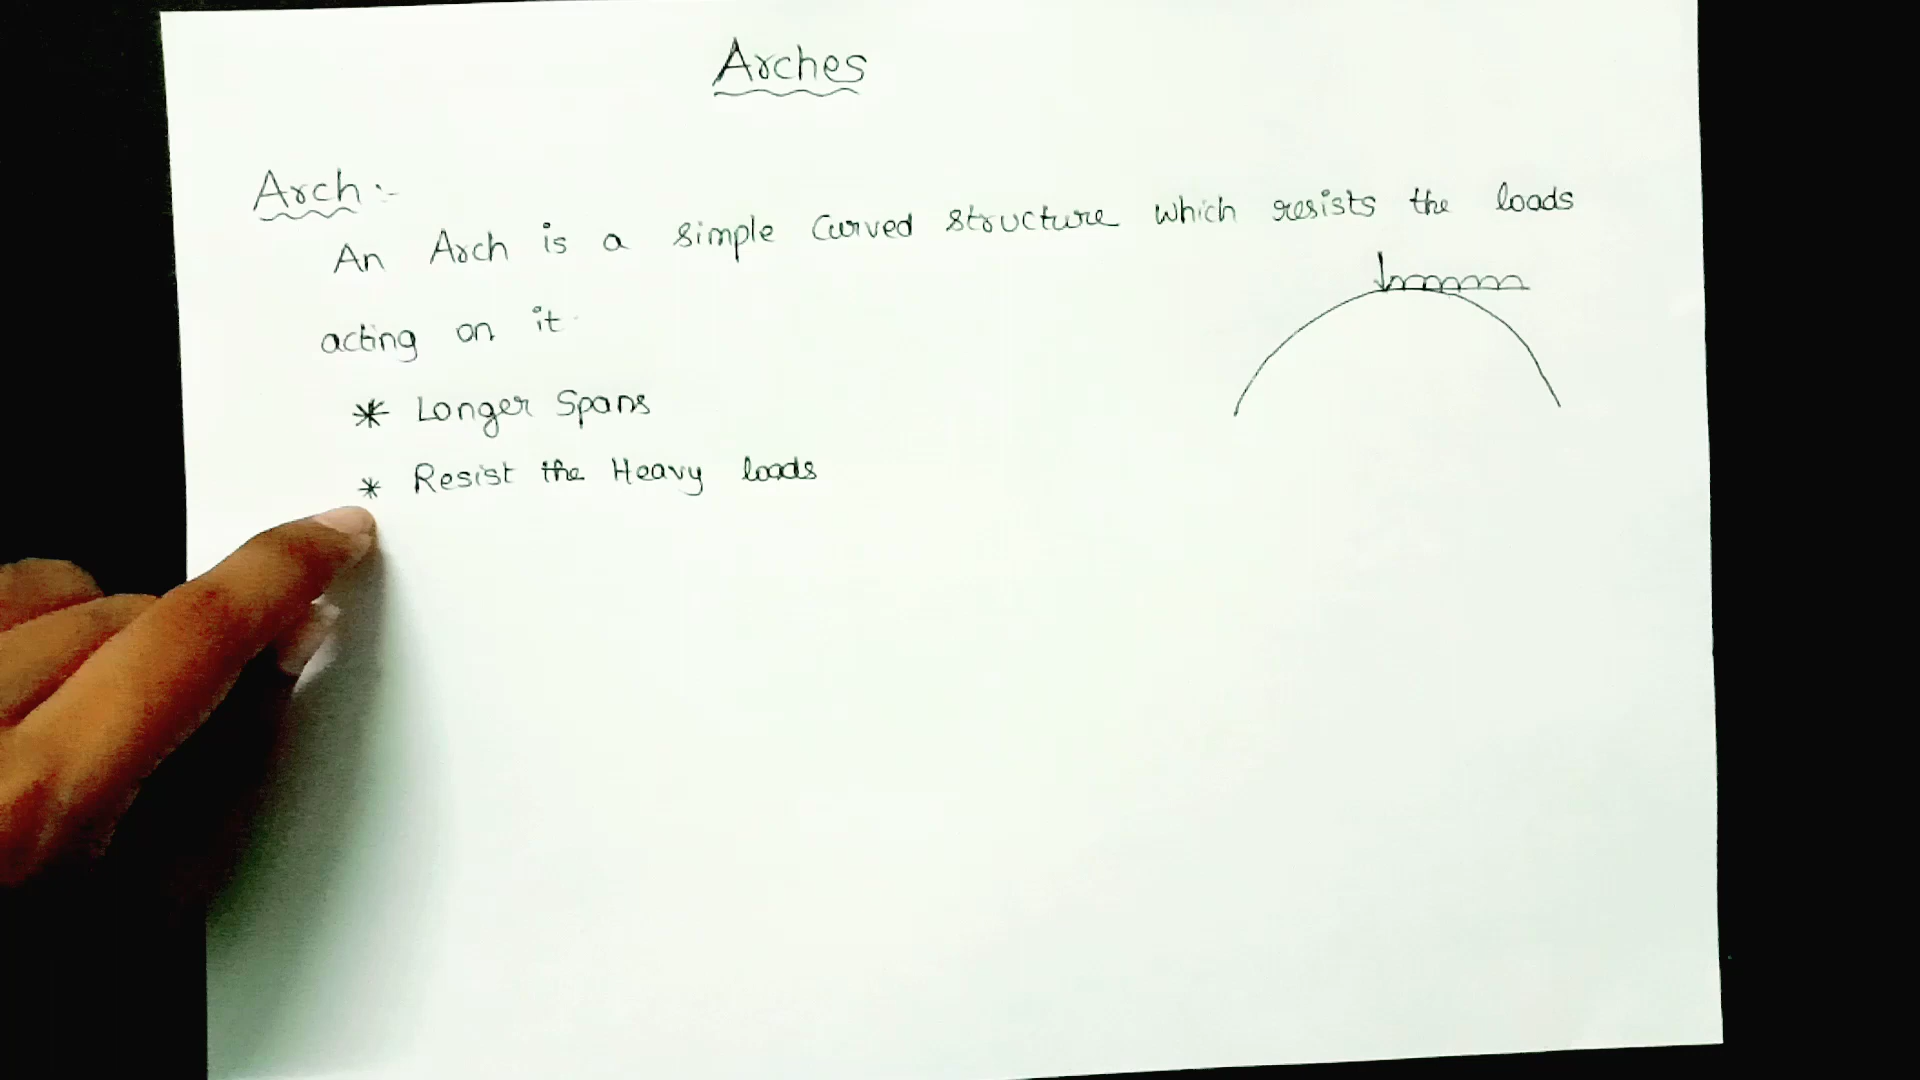 Arches
Arch :-
An Arch is a simple Curved structure which resists the loads
acting on it
* Longer Spans
* Resist the Heavy loads